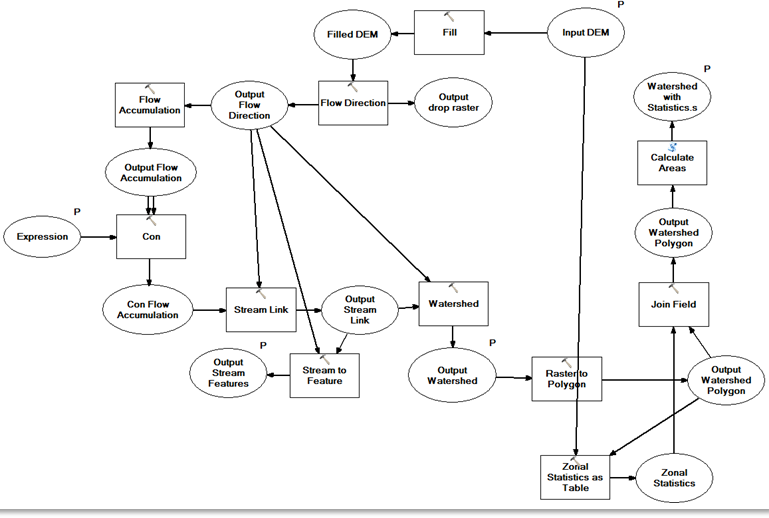 P
Filled DEM
Fill
Input DEM
Flow
Accumulation
Output
Flow
Direction
Flow Direction
Output
drop raster
P
Watershed
with
Statistics.s
Output Flow
Accumulation
Calculate
Areas
P
Expression
Con
Output
Watershed
Polygon
Con Flow
Accumulation
Stream Link
Output
Stream
Link
Watershed
Join Field
P
Output
Stream
Features
Stream to
Feature
P
Output
Watershed
Raster to
Polygon
Output
Watershed
Polygon
Zonal
Statistics as
Table
Zonal
Statistics